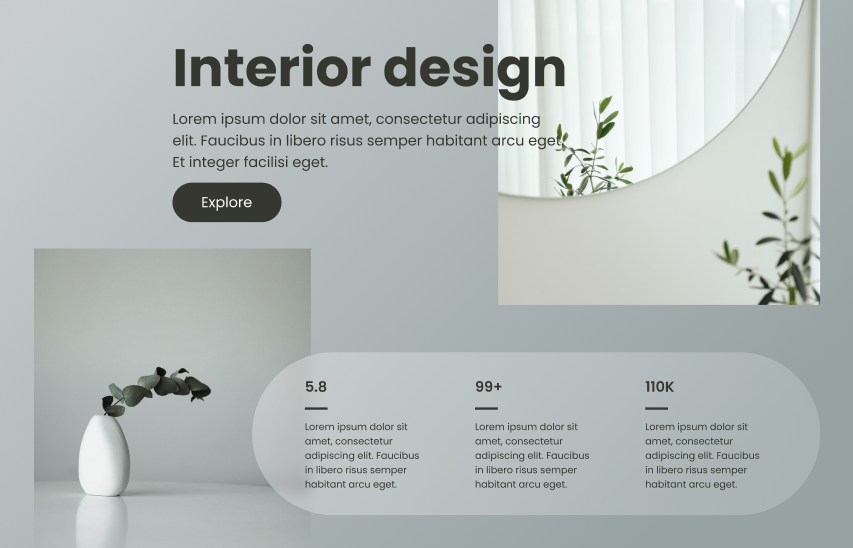 Interior design
Lorem ipsum dolor sit amet, consectetur adipiscing
elit. Faucibus in libero risus semper habitant arcu eget.
Et integer facilisi eget.
Explore
5.8
Lorem ipsum dolor sit
amet, consectetur
adipiscing elit. Faucibus
in libero risus semper
habitant arcu eget.
99+
Lorem ipsum dolor sit
amet, consectetur
adipiscing elit. Faucibus
in libero risus semper
habitant arcu eget.
110K
Lorem ipsum dolor sit
amet, consectetur
adipiscing elit. Faucibus
in libero risus semper
habitant arcu eget.